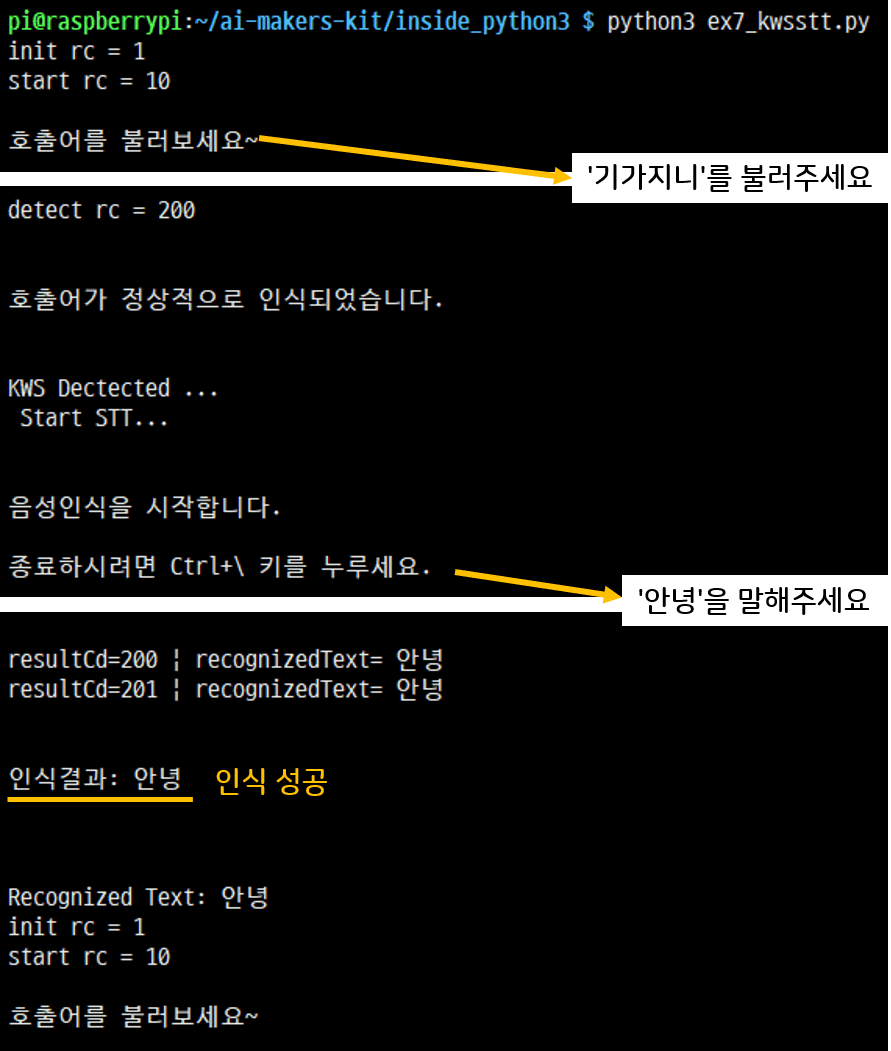 pi@raspberrypi:~/ai-makers-kit/inside_python3 $ python3 ex7_kwsstt.py
init rc = 1
start rc = 10
호출어를 불러보세요~
'기가지니'를 불러주세요
detect rc = 200
호출어가 정상적으로 인식되었습니다.
KWS Dectected ...
Start STT...
음성인식을 시작합니다.
종료하시려면 Ctrl+\ 키를 누루세요.
'안녕'을 말해주세요
resultCd=200 ¦ recognizedText= 안녕
resultCd=201 ¦ recognizedText= 안녕
인식결과: 안녕 인식 성공
Recognized Text: 안녕
init rc = 1
start rc = 10
호출어를 불러보세요~